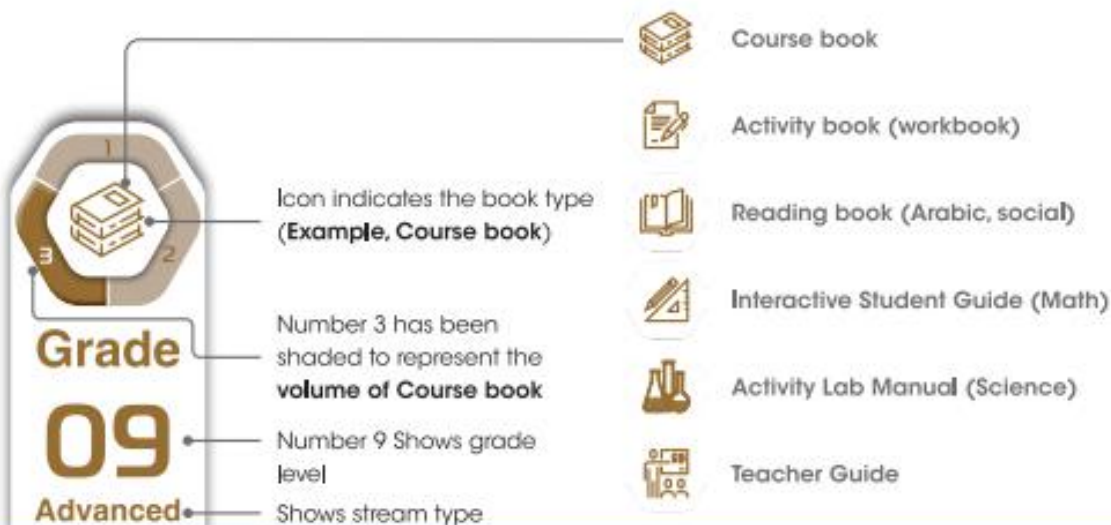 1
3
2
Grade
09
Advanced
Icon indicates the book type
(Example, Course book)
Number 3 has been
shaded to represent the
volume of Course book
Number 9 Shows grade
level
Shows stream type
Course book
Activity book (workbook)
Reading book (Arabic, social)
Interactive Student Guide (Math)
Activity Lab Manual (Science)
Teacher Guide